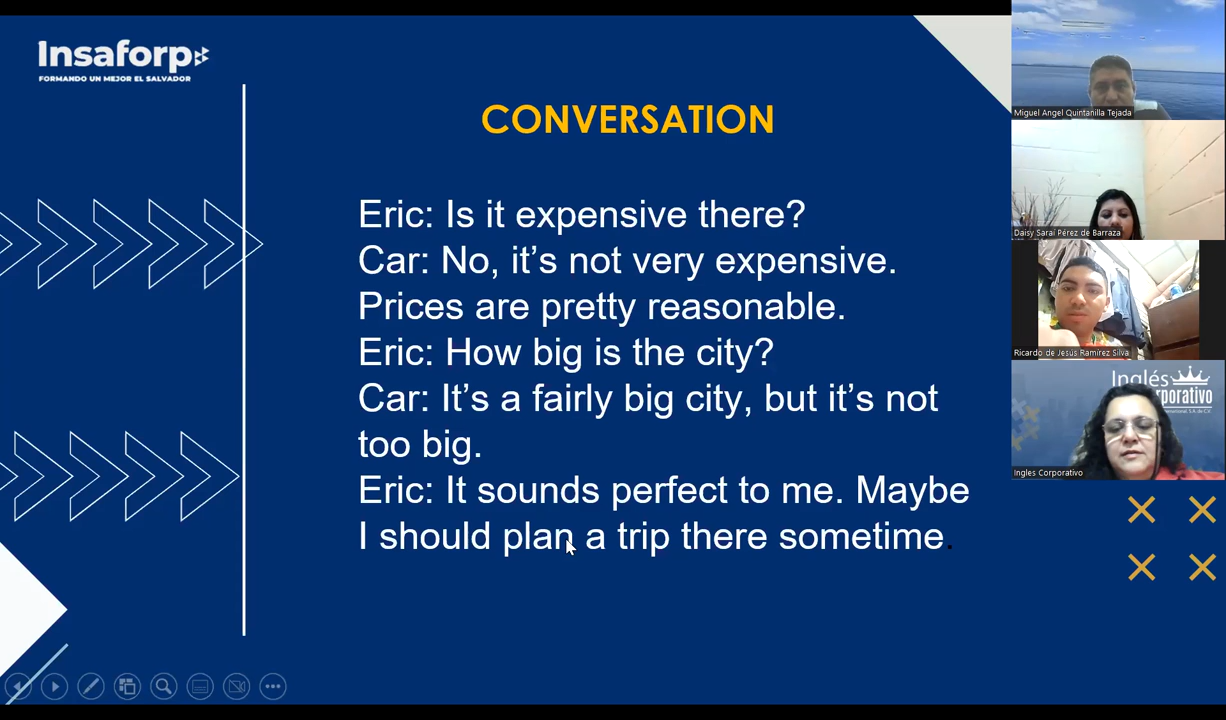 Insaforp
FORMANDO UN MEJOR EL SALVADOR
CONVERSATION
Eric: Is it expensive there?
Car: No, it’s not very expensive.
Prices are pretty reasonable.
Eric: How big is the city?
Car: It’s a fairly big city, but it’s not
too big.
Eric: It sounds perfect to me. Maybe
I should plan a trip there sometime.
Miguel Angel Quintanilla Tejada
Daisy Saraí Pérez de Barraza
Ricardo de Jesús Ramírez Silva
Inglés
Ingles Corporativo